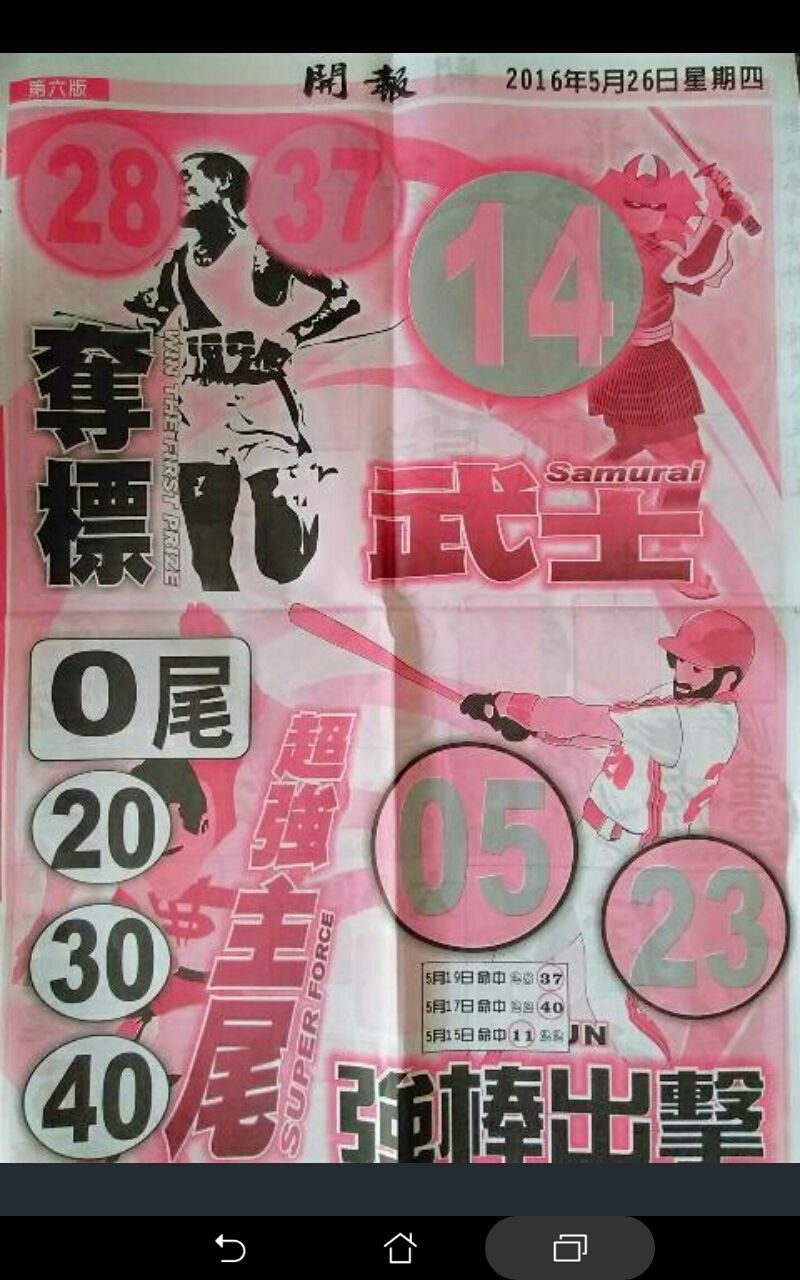 第六版
開報
2016年5月26日星期四
28
37
14
奪標
WIN THE FIRST PRIZE
Samurai
武士
0尾
20
30
40
超強主尾
SUPER FORCE
05
23
5月19日命中 37
5月17日命中 40
5月15日命中 11
UN
強棒出擊